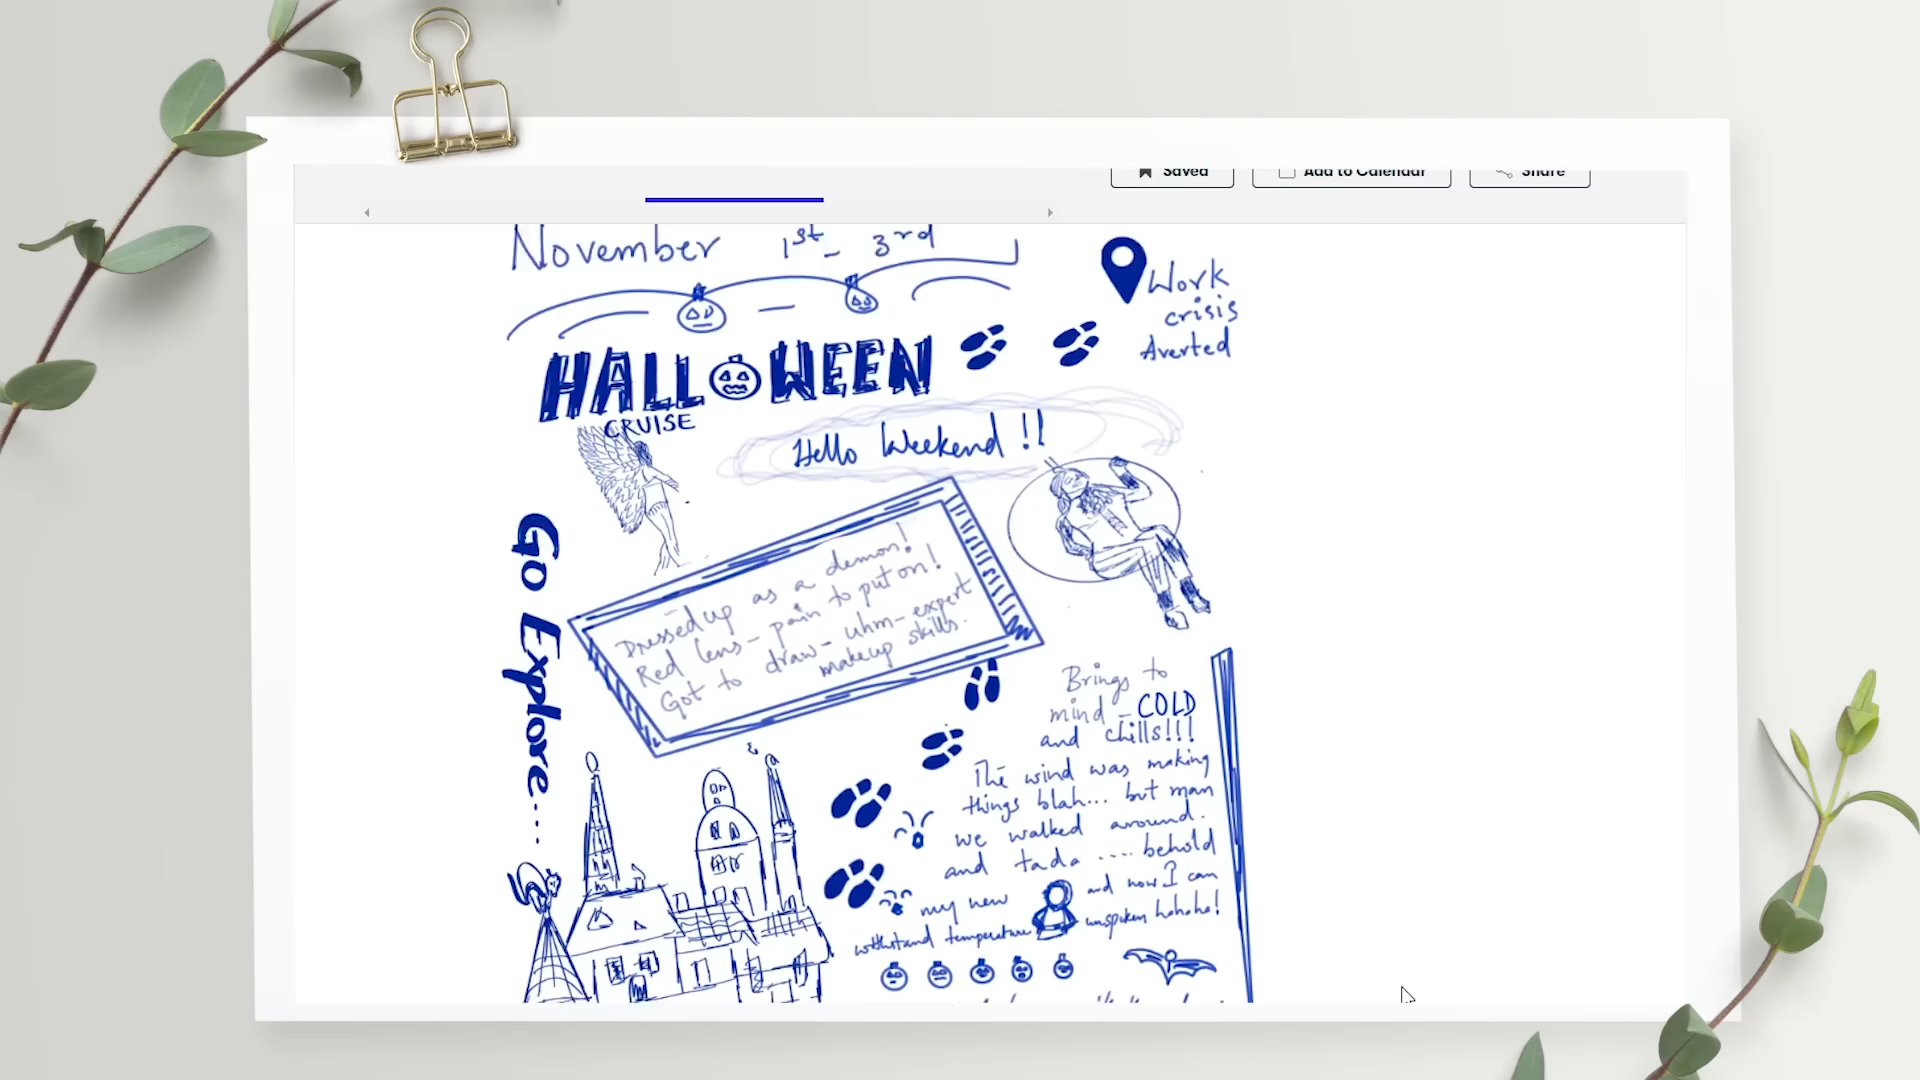 Saved
Add to Calendar
Share
November 1st - 3rd
Work
crisis
Averted
HALLOWEEN
CRUISE
Hello Weekend !!
Go Explore....
Dressed up as a demon!
Red lens - pain to put on!
Got to draw - uhm - expert
makeup skills.
Brings to
mind - COLD
and chills!!!
The wind was making
things blah... but man
we walked around.
and tada .... behold
my new and now I can
withstand temperature unspoken hahaha!